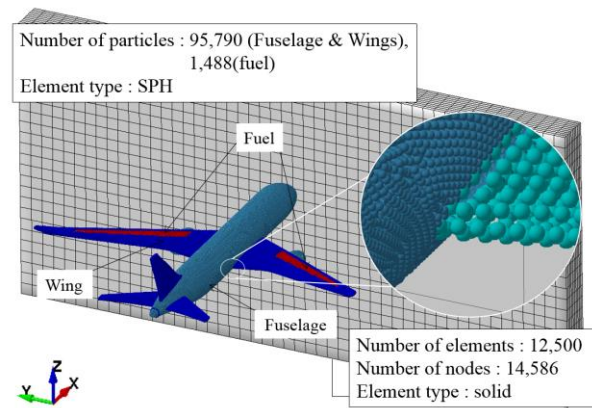 Number of particles : 95,790 (Fuselage & Wings),
1,488(fuel)
Element type : SPH
Fuel
Wing
Fuselage
Number of elements : 12,500
Number of nodes : 14,586
Element type : solid
Z
Y
X